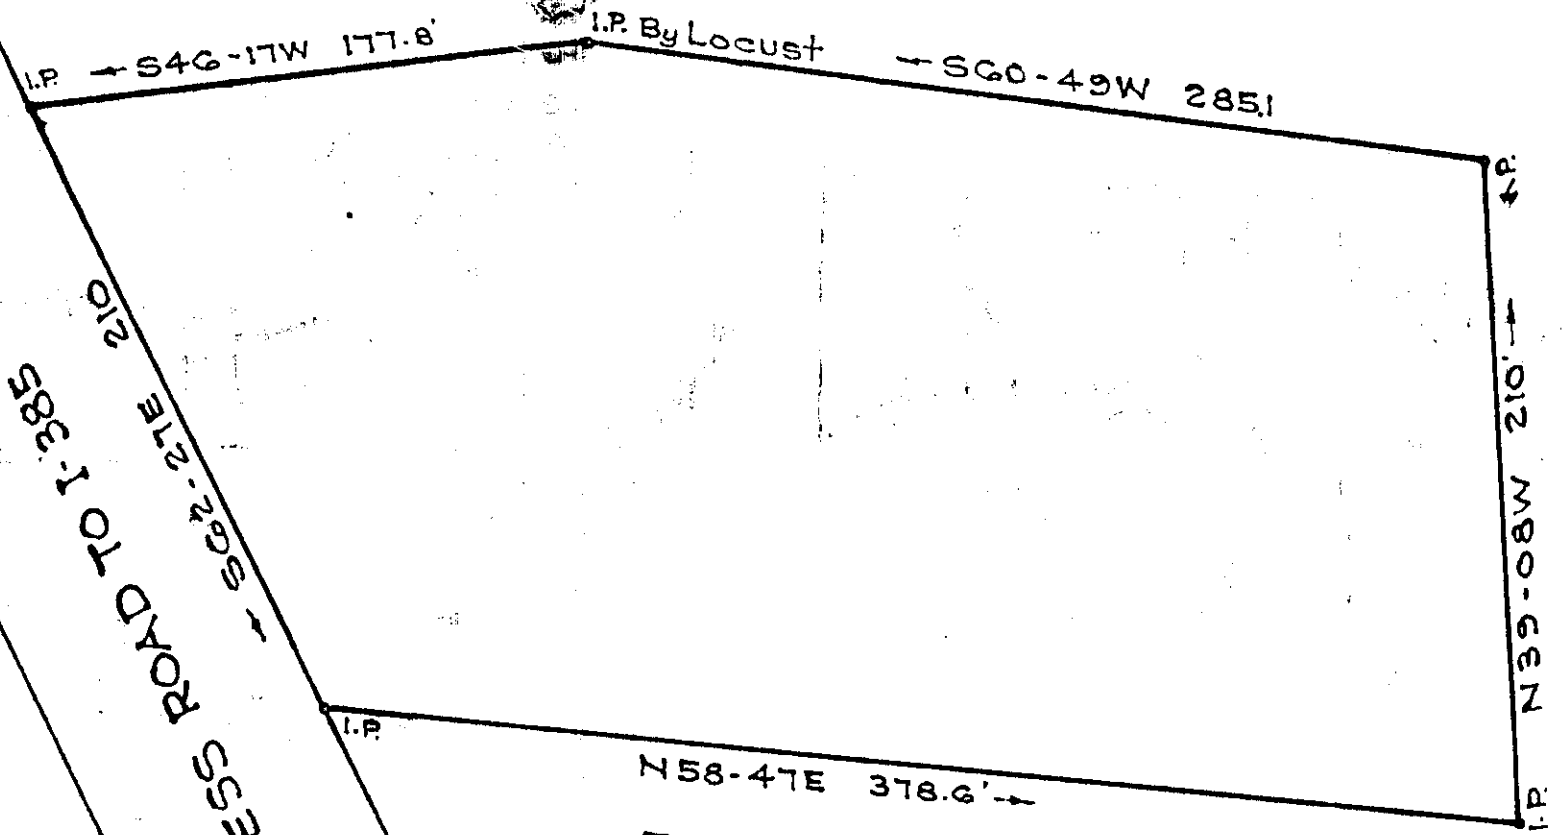 I.P. S46-17W 177.8'
I.P. By Locust S60-49W 285.1
I.P.
N39-08W 210'
I.P.
N58-47E 378.6'
I.P.
S62-27E 210
ESS ROAD TO I-385